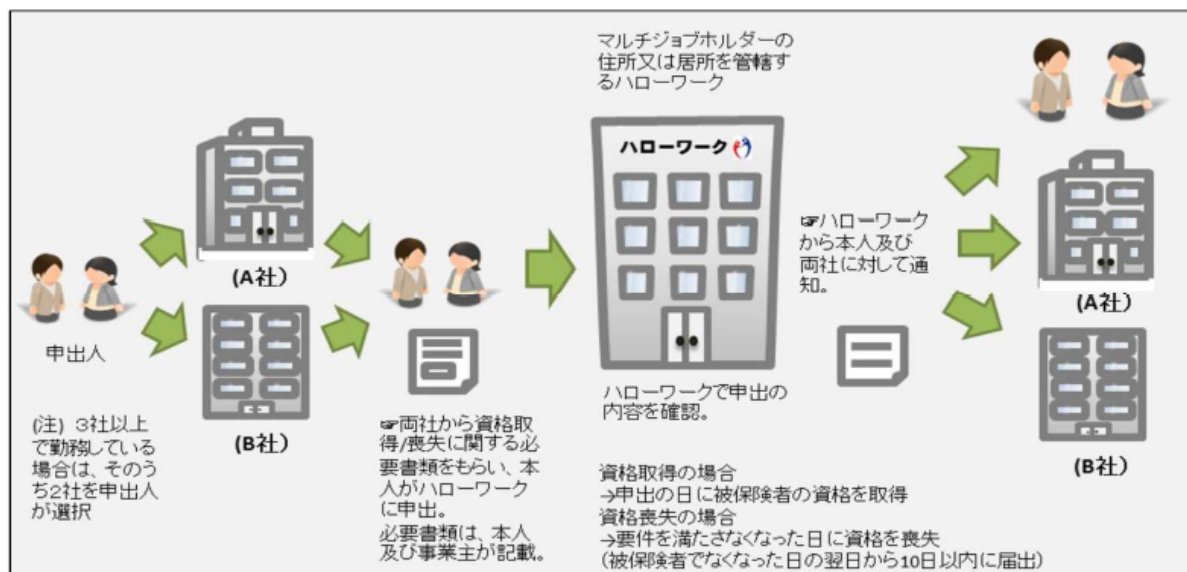 申出人
(注) 3社以上
で勤務している
場合は、そのう
ち2社を申出人
が選択
(A社)
(B社)
☞両社から資格取
得/喪失に関する必
要書類をもらい、本
人がハローワーク
に申出。
必要書類は、本人
及び事業主が記載。
マルチジョブホルダーの
住所又は居所を管轄す
るハローワーク
ハローワーク
ハローワークで申出の
内容を確認。
資格取得の場合
→申出の日に被保険者の資格を取得
資格喪失の場合
→要件を満たさなくなった日に資格を喪失
(被保険者でなくなった日の翌日から10日以内に届出)
☞ハローワーク
から本人及び
両社に対して通
知。
(A社)
(B社)